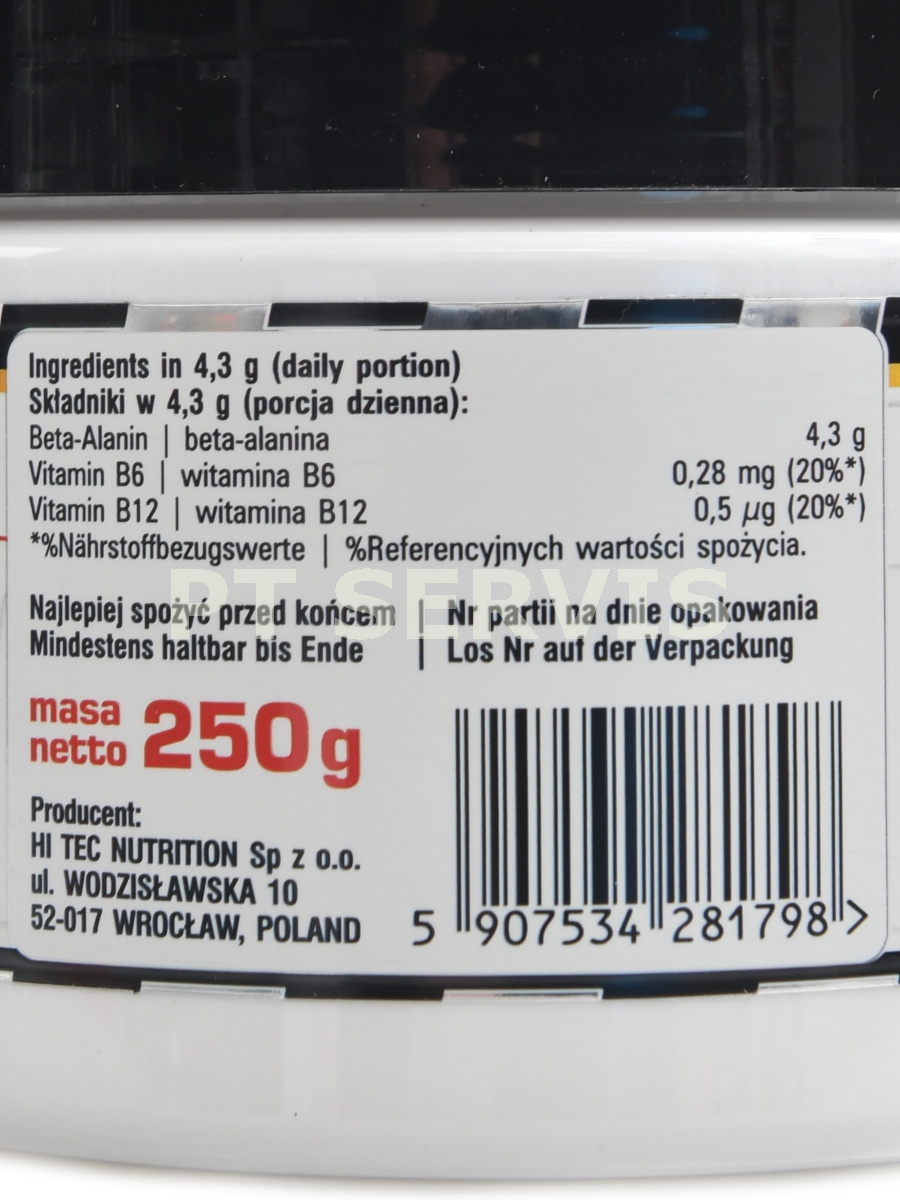 Ingredients in 4,3 g (daily portion)
Składniki w 4,3 g (porcja dzienna):
Beta-Alanin | beta-alanina 4,3 g
Vitamin B6 | witamina B6 0,28 mg (20%*)
Vitamin B12 | witamina B12 0,5 µg (20%*)
*%Nährstoffbezugswerte | %Referencyjnych wartości spożycia.
PT SERVIS
Najlepiej spożyć przed końcem | Nr partii na dnie opakowania
Mindestens haltbar bis Ende | Los Nr auf der Verpackung
masa
netto 250 g
Producent:
HI TEC NUTRITION Sp z o.o.
ul. WODZISŁAWSKA 10
52-017 WROCŁAW, POLAND
5 907534 281798 >